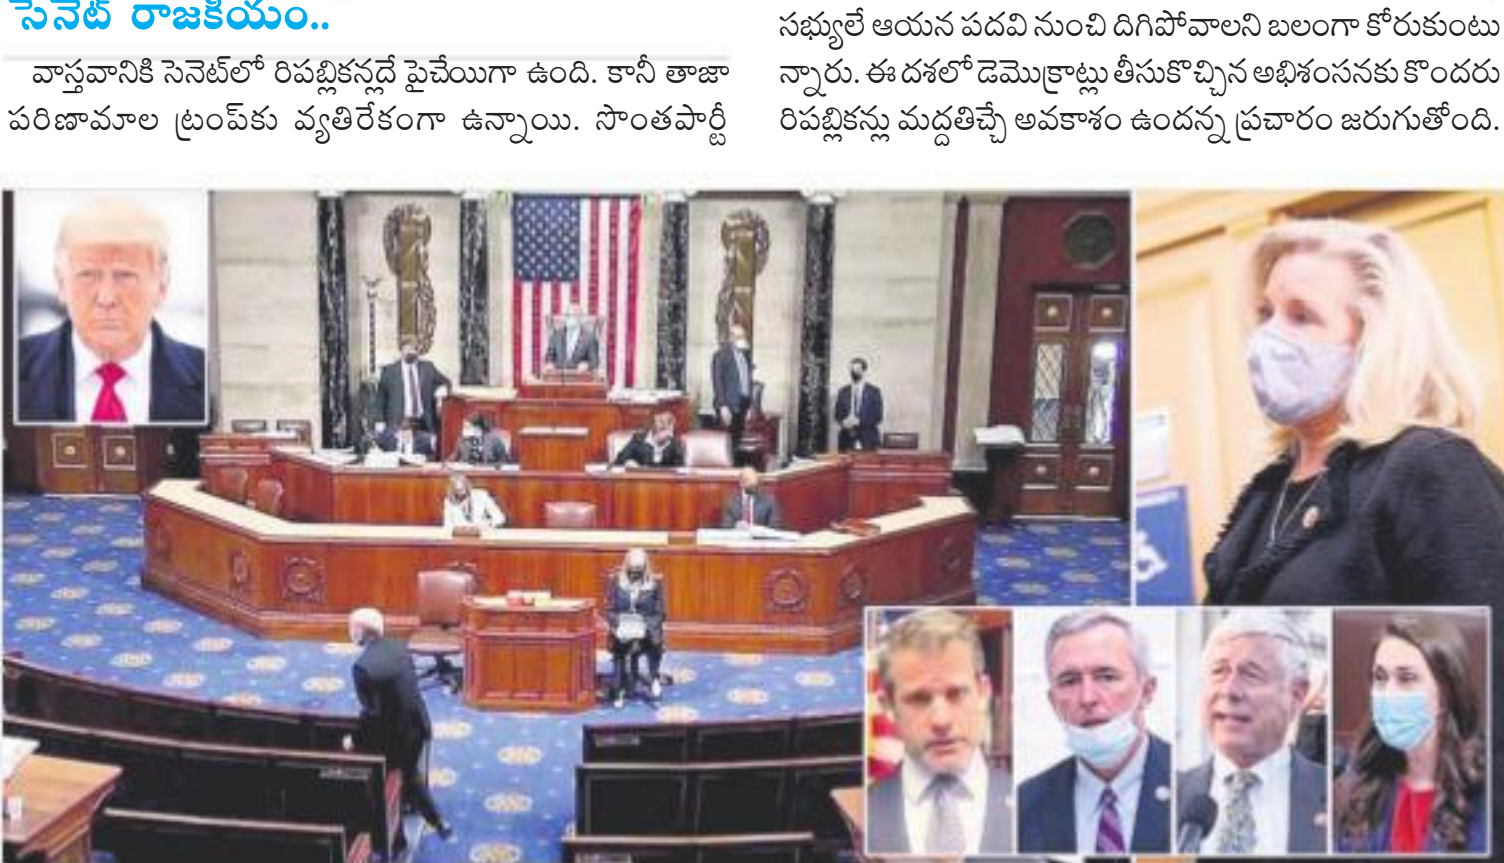 సెనేట్ రాజకీయం..
వాస్తవానికి సెనేట్‌లో రిపబ్లికన్లదే పైచేయిగా ఉంది. కానీ తాజా
పరిణామాల ట్రంప్‌కు వ్యతిరేకంగా ఉన్నాయి. సొంతపార్టీ
సభ్యులే ఆయన పదవి నుంచి దిగిపోవాలని బలంగా కోరుకుంటు
న్నారు. ఈ దశలో డెమొక్రాట్లు తీసుకొచ్చిన అభిశంసనకు కొందరు
రిపబ్లికన్లు మద్దతిచ్చే అవకాశం ఉందన్న ప్రచారం జరుగుతోంది.